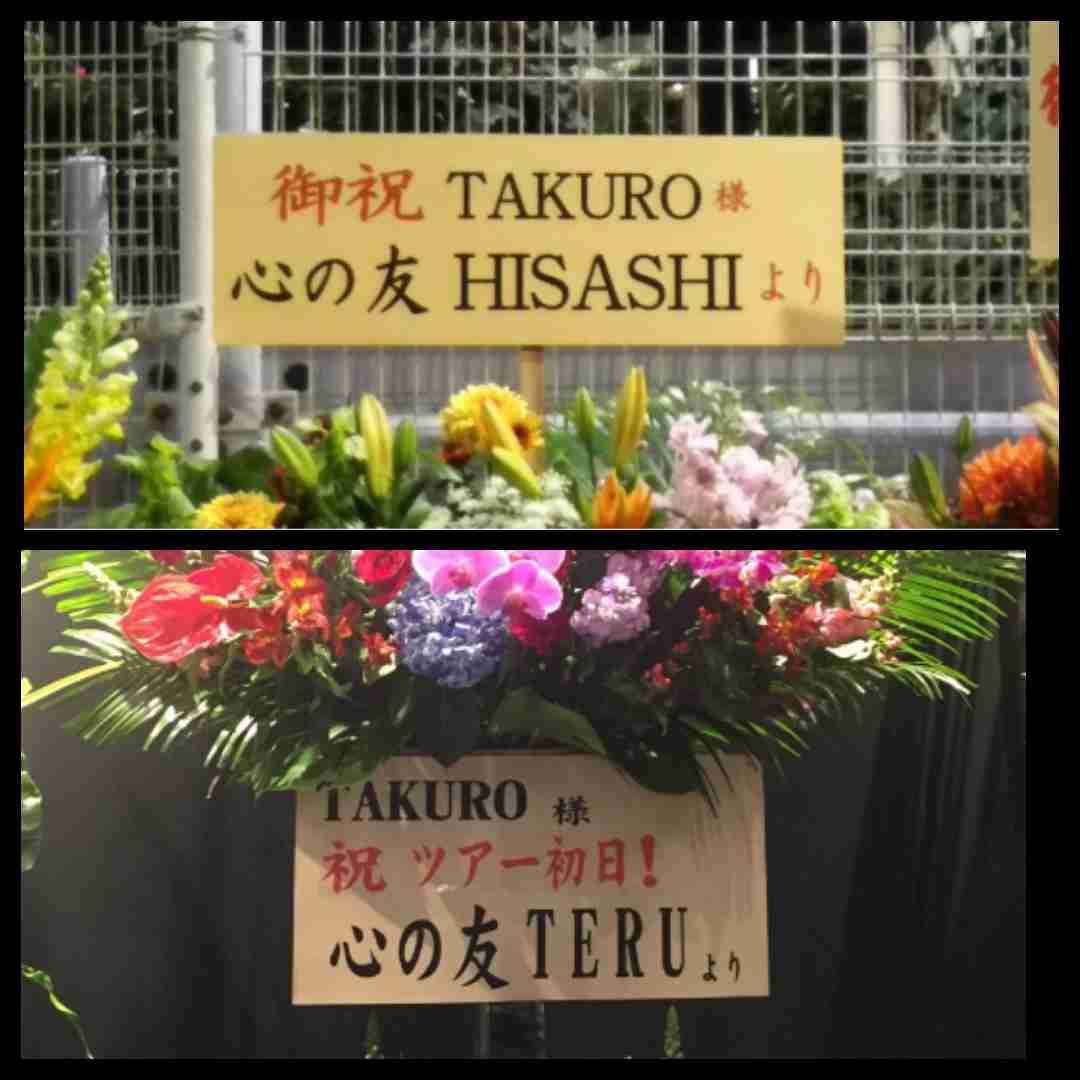 御祝 TAKURO 様
心の友 HISASHI より
TAKURO 様
祝 ツアー初日!
心の友 TERU より